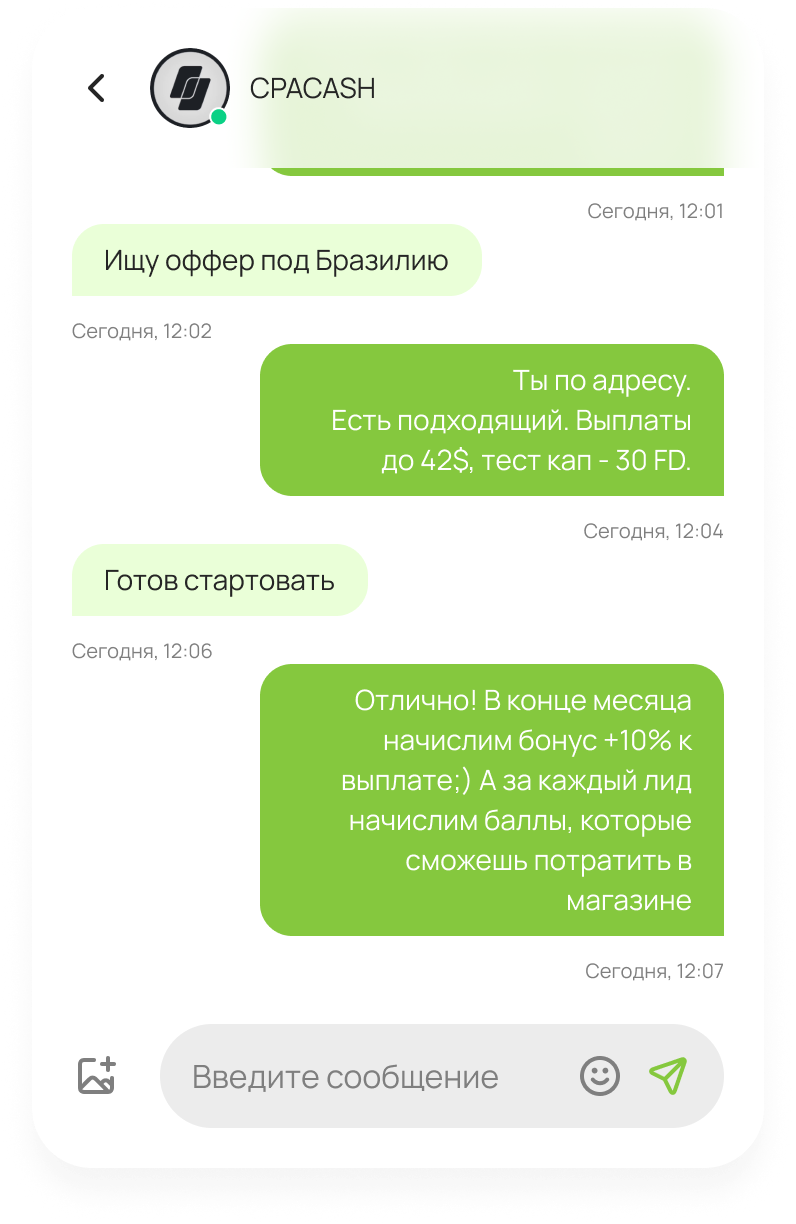 CPACASH
Сегодня, 12:01
Ищу оффер под Бразилию
Сегодня, 12:02
Ты по адресу.
Есть подходящий. Выплаты
до 42$, тест кап - 30 FD.
Сегодня, 12:04
Готов стартовать
Сегодня, 12:06
Отлично! В конце месяца
начислим бонус +10% к
выплате;) А за каждый лид
начислим баллы, которые
сможешь потратить в
магазине
Сегодня, 12:07
Введите сообщение